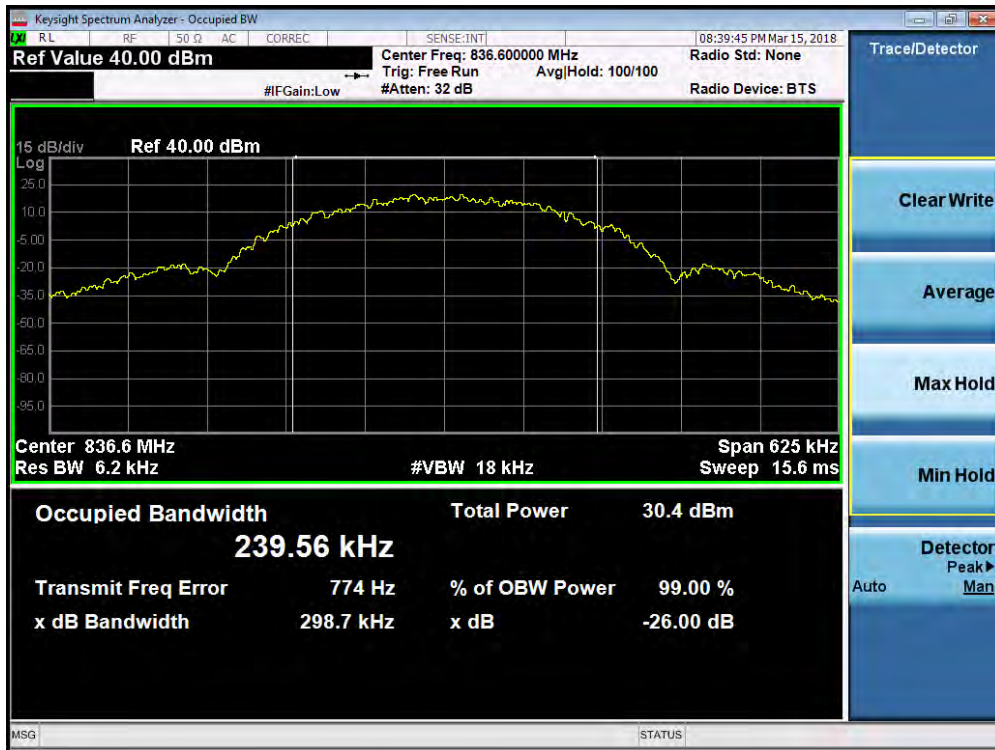 Keysight Spectrum Analyzer - Occupied BW
LXI RL RF 50 Ω AC CORREC SENSE:INT 08:39:45 PM Mar 15, 2018
Ref Value 40.00 dBm
Center Freq: 836.600000 MHz
Radio Std: None
Trig: Free Run Avg|Hold: 100/100
#IFGain:Low
#Atten: 32 dB
Radio Device: BTS
Trace/Detector
15 dB/div Ref 40.00 dBm
Log
25.0
10.0
-5.00
-20.0
-35.0
-50.0
-65.0
-80.0
-95.0
Center 836.6 MHz
Span 625 kHz
Res BW 6.2 kHz
#VBW 18 kHz
Sweep 15.6 ms
Occupied Bandwidth
239.56 kHz
Total Power 30.4 dBm
Transmit Freq Error 774 Hz
% of OBW Power 99.00 %
x dB Bandwidth 298.7 kHz
x dB -26.00 dB
Clear Write
Average
Max Hold
Min Hold
Detector
Peak▶
Auto Man
MSG
STATUS